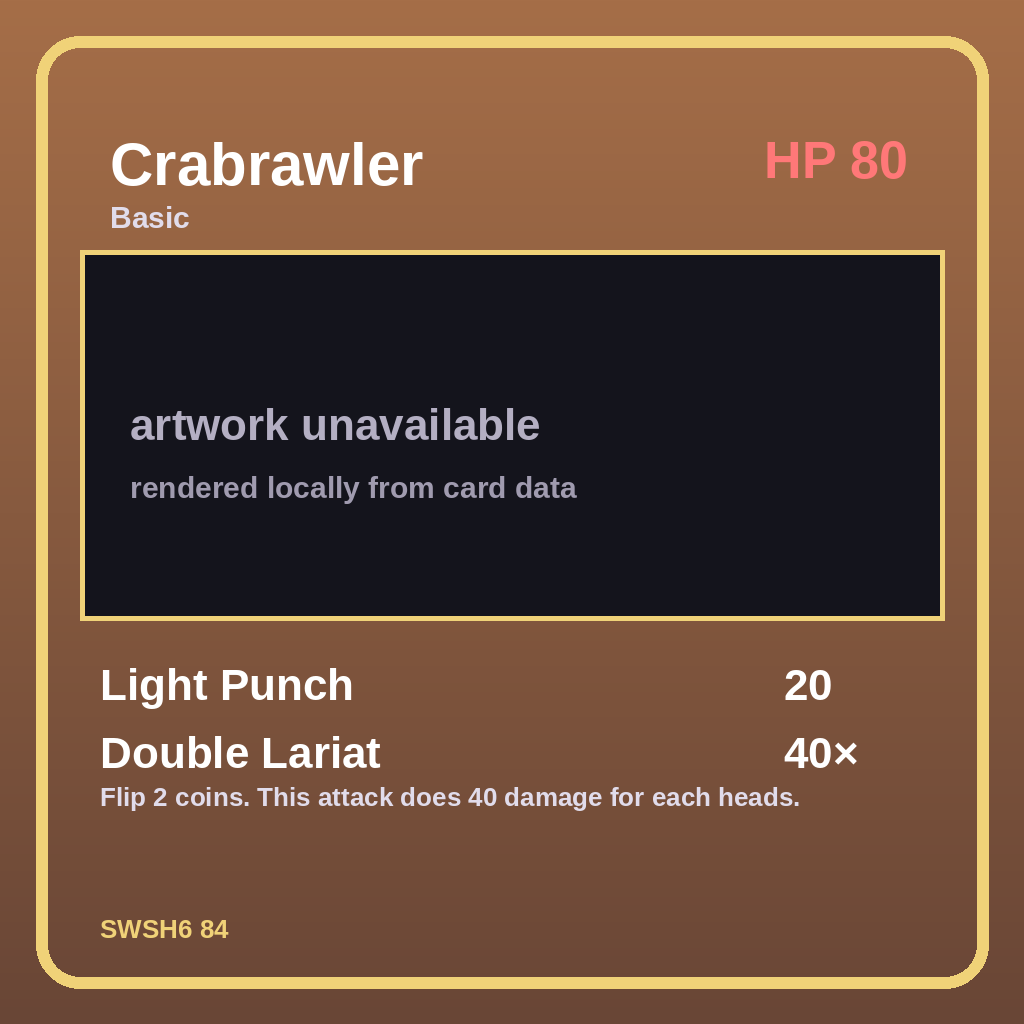 Crabrawler
HP 80
Basic
artwork unavailable
rendered locally from card data
Light Punch 20
Double Lariat 40×
Flip 2 coins. This attack does 40 damage for each heads.
SWSH6 84